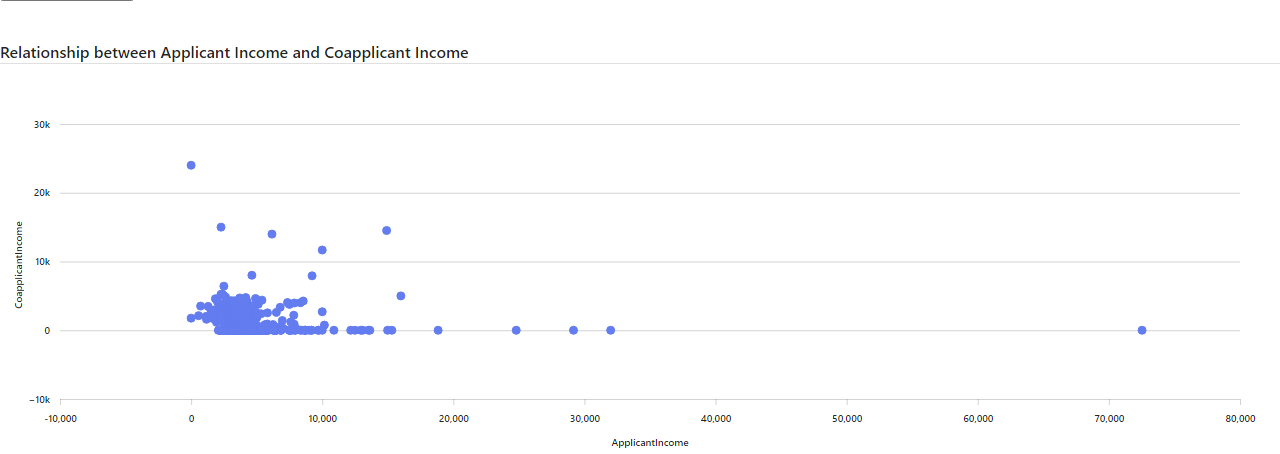 Relationship between Applicant Income and Coapplicant Income
30k
20k
10k
0
−10k
CoapplicantIncome
-10,000 0 10,000 20,000 30,000 40,000 50,000 60,000 70,000 80,000
ApplicantIncome